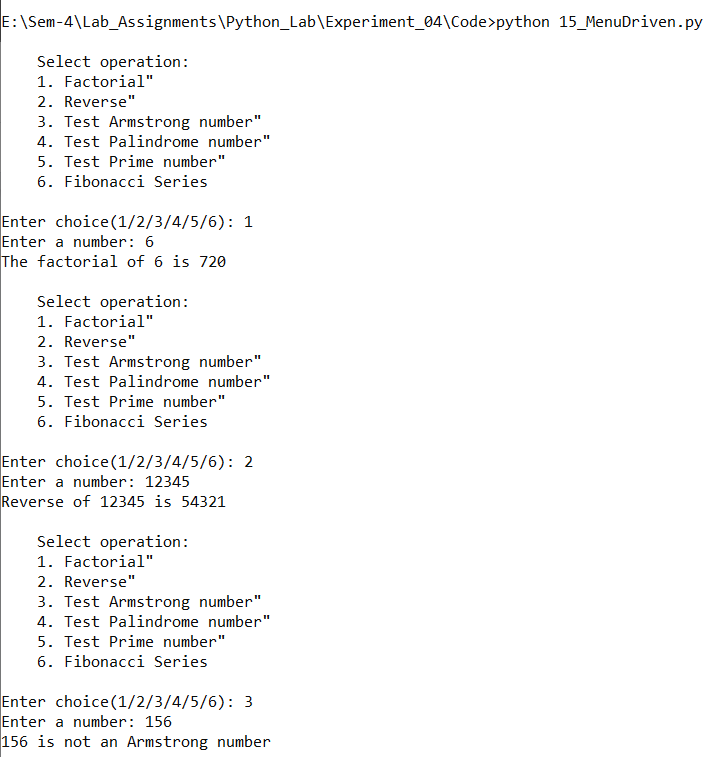 E:\Sem-4\Lab_Assignments\Python_Lab\Experiment_04\Code>python 15_MenuDriven.py
Select operation:
1. Factorial"
2. Reverse"
3. Test Armstrong number"
4. Test Palindrome number"
5. Test Prime number"
6. Fibonacci Series
Enter choice(1/2/3/4/5/6): 1
Enter a number: 6
The factorial of 6 is 720
Select operation:
1. Factorial"
2. Reverse"
3. Test Armstrong number"
4. Test Palindrome number"
5. Test Prime number"
6. Fibonacci Series
Enter choice(1/2/3/4/5/6): 2
Enter a number: 12345
Reverse of 12345 is 54321
Select operation:
1. Factorial"
2. Reverse"
3. Test Armstrong number"
4. Test Palindrome number"
5. Test Prime number"
6. Fibonacci Series
Enter choice(1/2/3/4/5/6): 3
Enter a number: 156
156 is not an Armstrong number